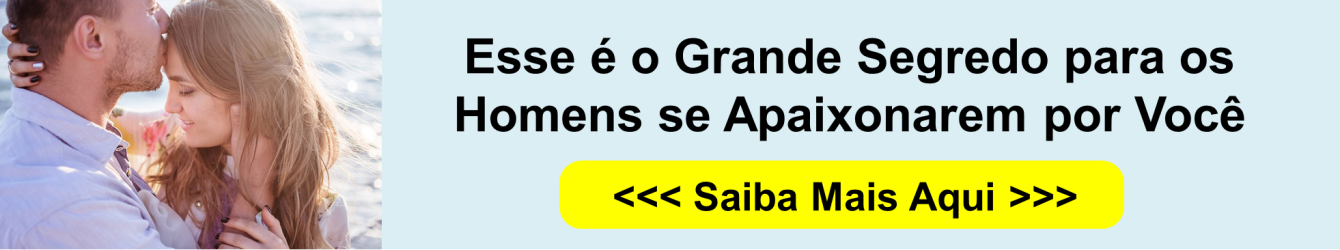 Esse é o Grande Segredo para os
Homens se Apaixonarem por Você
<<< Saiba Mais Aqui >>>